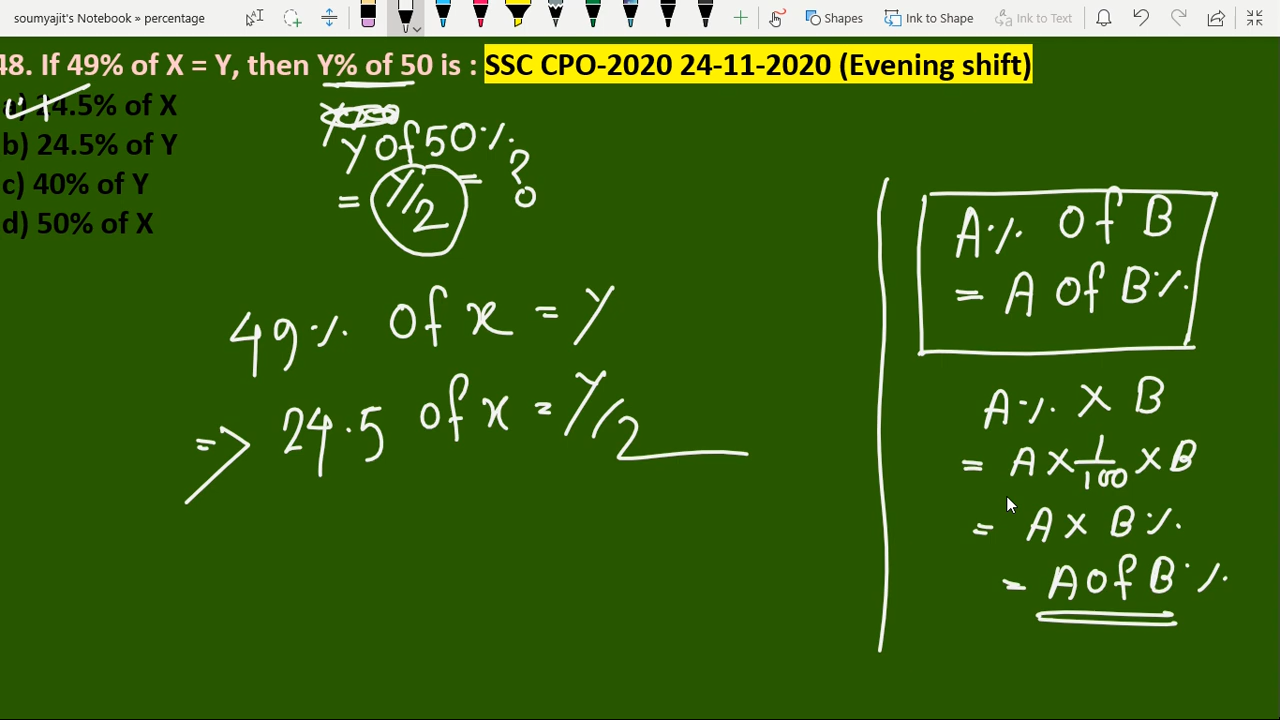 soumyajit's Notebook » percentage
Shapes
Ink to Shape
Ink to Text
48. If 49% of X = Y, then Y% of 50 is : SSC CPO-2020 24-11-2020 (Evening shift)
a) 24.5% of X
b) 24.5% of Y
c) 40% of Y
d) 50% of X
Y of 50% = ?
= Y/2
49% of x = Y
=> 24.5 of x = Y/2
A% of B
= A of B%
A% X B
= A X 1/100 X B
= A X B%
= A of B%